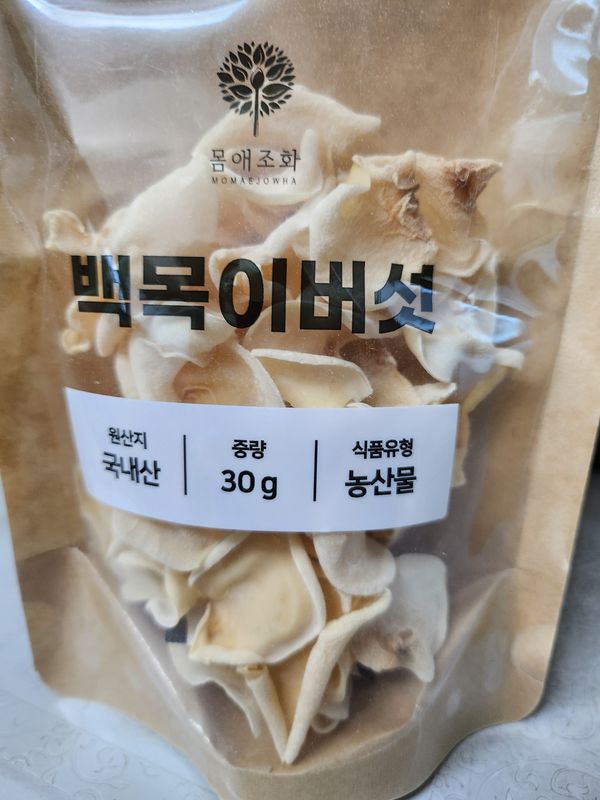 몸애조화
MOMAEJOWHA
백목이버섯
원산지 중량 식품유형
국내산 30g 농산물